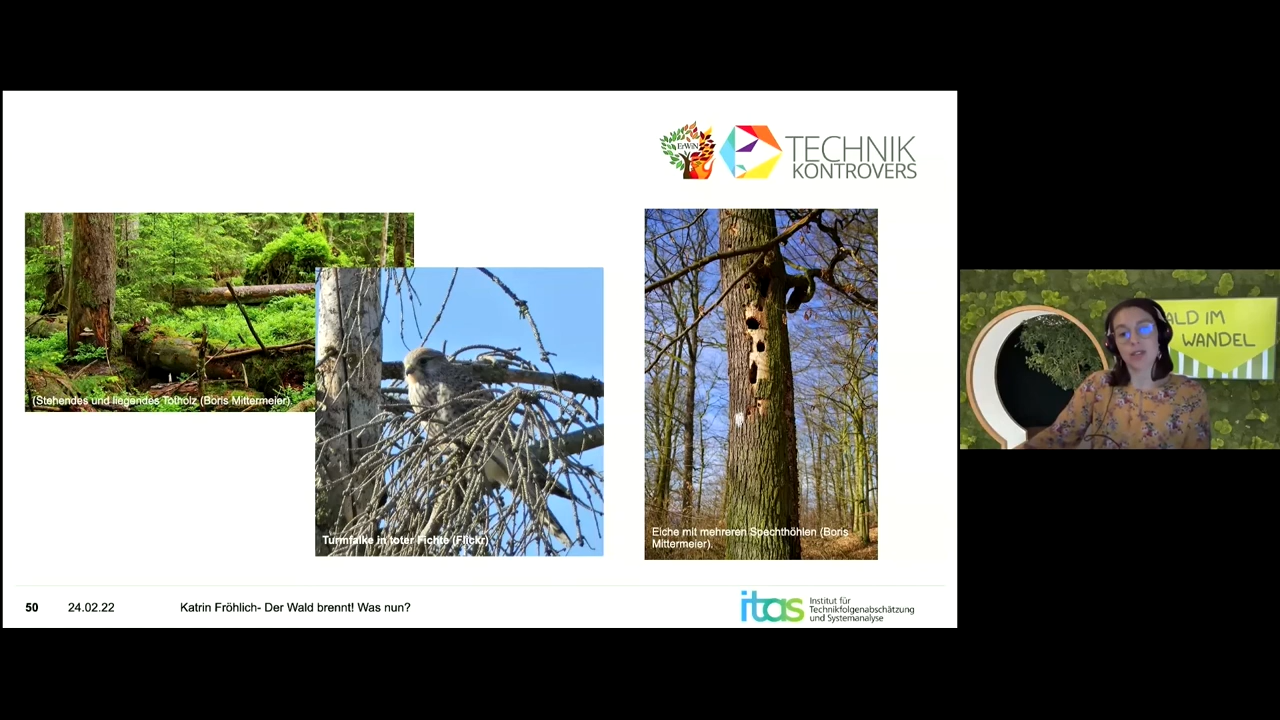 ErWiN
TECHNIK
KONTROVERS
(Stehendes und liegendes Totholz (Boris Mittermeier).
Turmfalke in toter Fichte (Flickr)
Eiche mit mehreren Spechthöhlen (Boris
Mittermeier).
ALD IM
WANDEL
50
24.02.22
Katrin Fröhlich- Der Wald brennt! Was nun?
itas
Institut für
Technikfolgenabschätzung
und Systemanalyse